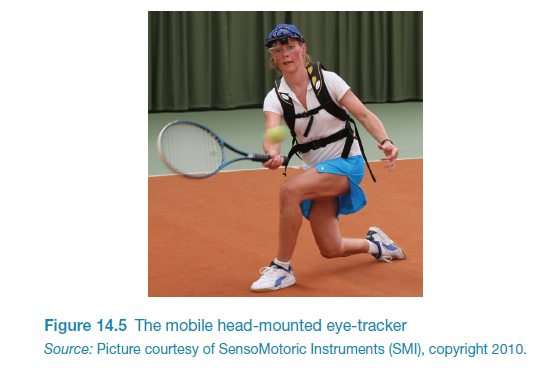 Figure 14.5 The mobile head-mounted eye-tracker
Source: Picture courtesy of SensoMotoric Instruments (SMI), copyright 2010.